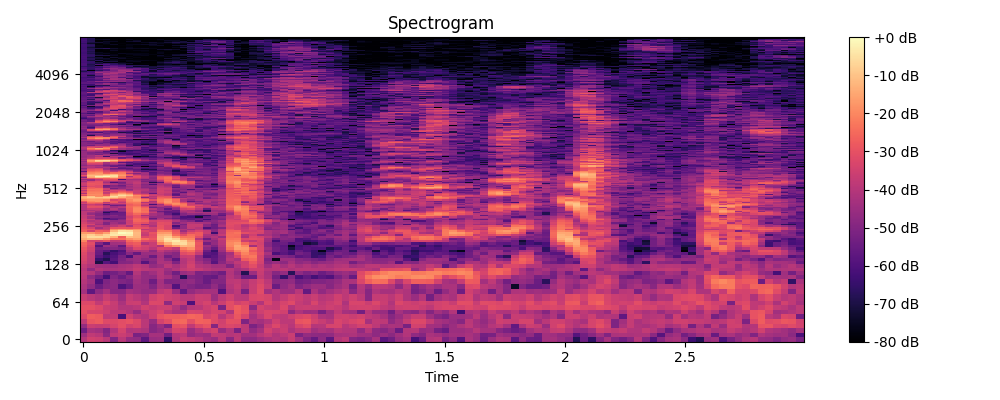 Spectrogram
Hz
4096
2048
1024
512
256
128
64
0
0
0.5
1
1.5
2
2.5
Time
+0 dB
-10 dB
-20 dB
-30 dB
-40 dB
-50 dB
-60 dB
-70 dB
-80 dB